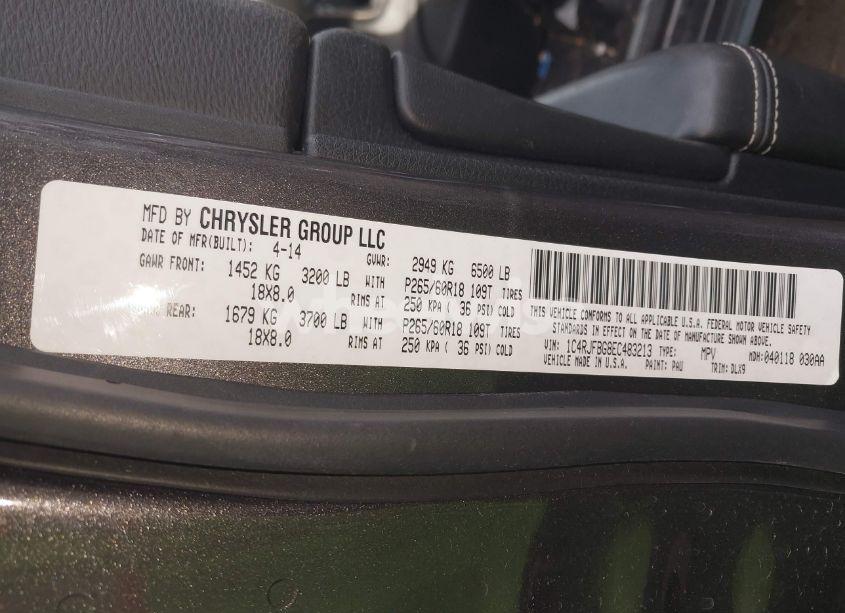 MFD BY CHRYSLER GROUP LLC
DATE OF MFR(BUILT): 4-14 GVWR: 2949 KG 6500 LB
GAWR FRONT: 1452 KG 3200 LB WITH P265/60R18 109T TIRES
18X8.0 RIMS AT 250 KPA ( 36 PSI) COLD
REAR: 1679 KG 3700 LB WITH P265/60R18 109T TIRES
18X8.0 RIMS AT 250 KPA ( 36 PSI) COLD
THIS VEHICLE CONFORMS TO ALL APPLICABLE U.S.A. FEDERAL MOTOR VEHICLE SAFETY
STANDARDS IN EFFECT ON THE DATE OF MANUFACTURE SHOWN ABOVE.
VIN: 1C4RJFBG8EC483213 TYPE: MPV MDH: 040118 030AA
VEHICLE MADE IN U.S.A. PAINT: PAU TRIM: DLX9